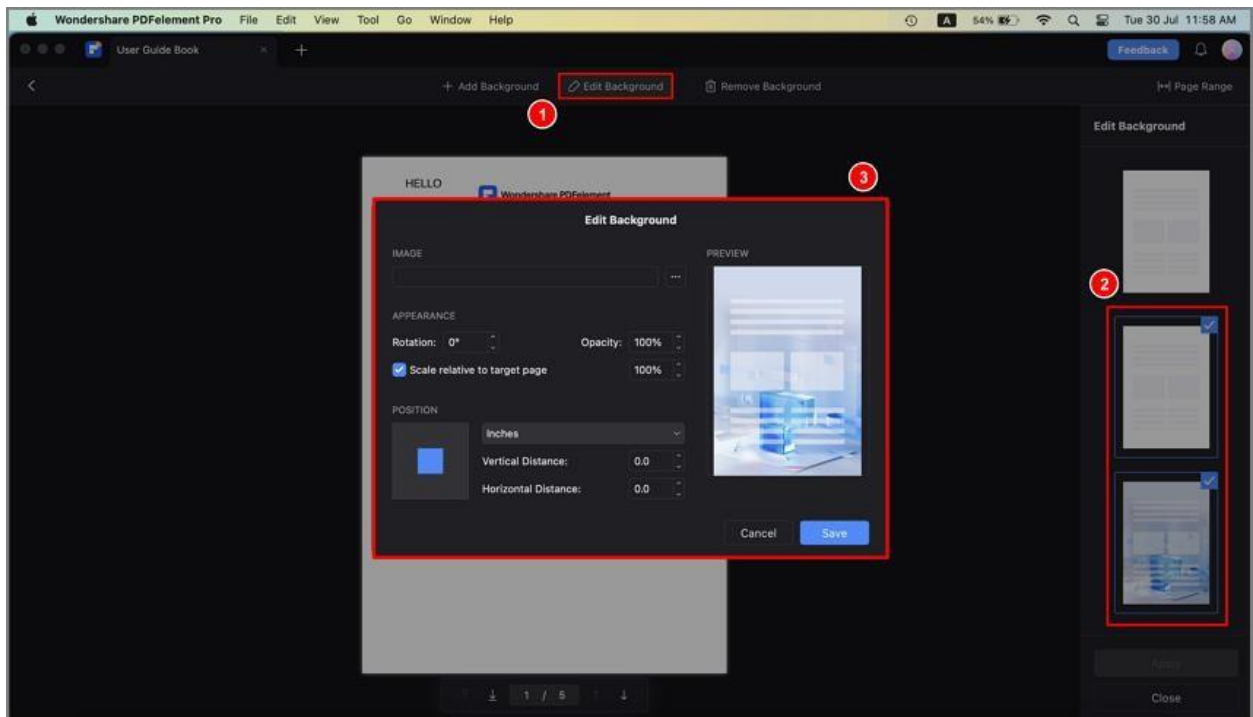 Wondershare PDFelement Pro File Edit View Tool Go Window Help A 54% Tue 30 Jul 11:58 AM
User Guide Book × + Feedback
+ Add Background Edit Background Remove Background Page Range
1
Edit Background
HELLO
Wondershare PDFelement
3
Edit Background
IMAGE PREVIEW
...
2
APPEARANCE
Rotation: 0° Opacity: 100%
Scale relative to target page 100%
POSITION
Inches
Vertical Distance: 0.0
Horizontal Distance: 0.0
Cancel Save
Apply
1 / 5
Close